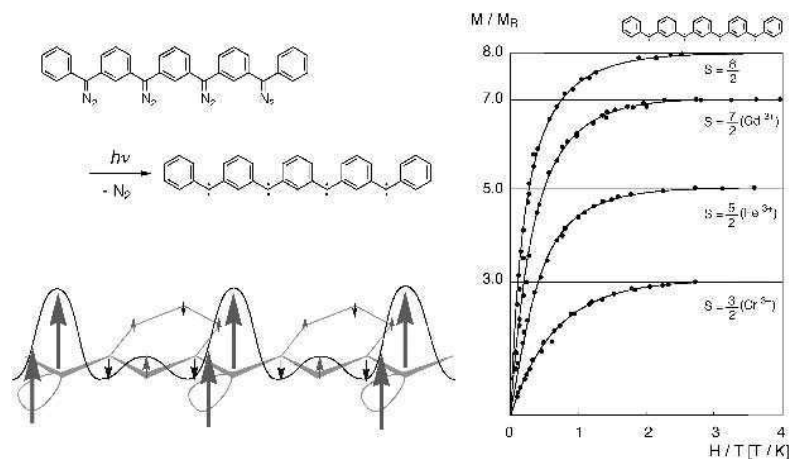 N₂ N₂ N₂ N₂
hν
- N₂
M / M_B
8.0
S = 8/2
7.0
S = 7/2 (Gd³⁺)
5.0
S = 5/2 (Fe³⁺)
3.0
S = 3/2 (Cr³⁺)
0 1 2 3 4
H / T [T / K]